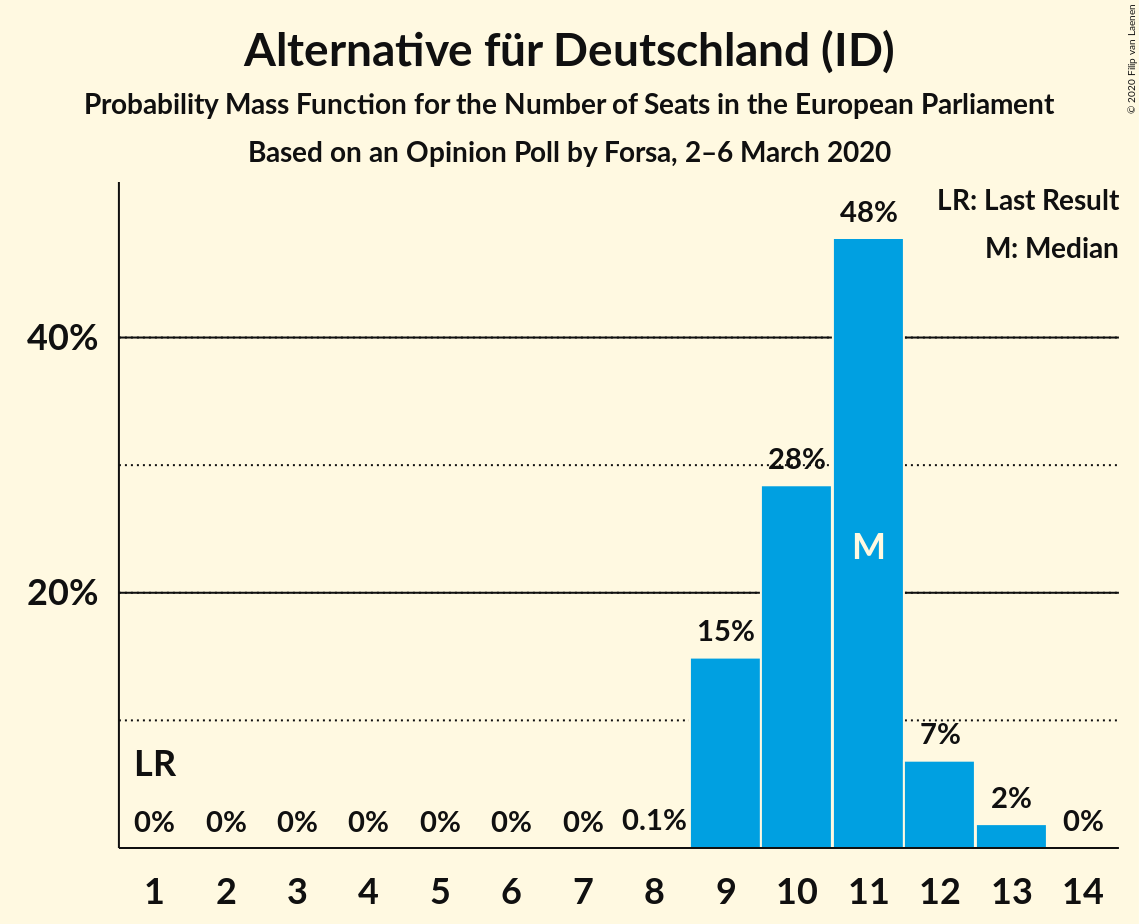 Alternative für Deutschland (ID)
Probability Mass Function for the Number of Seats in the European Parliament
Based on an Opinion Poll by Forsa, 2–6 March 2020
© 2020 Filip van Laenen
LR: Last Result
M: Median
48%
40%
28%
M
20%
15%
7%
LR
2%
0% 0% 0% 0% 0% 0% 0% 0.1% 0%
1 2 3 4 5 6 7 8 9 10 11 12 13 14